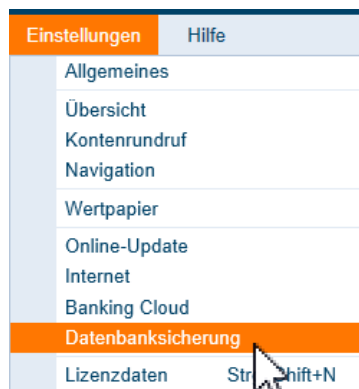 Einstellungen Hilfe
Allgemeines
Übersicht
Kontenrundruf
Navigation
Wertpapier
Online-Update
Internet
Banking Cloud
Datenbanksicherung
Lizenzdaten